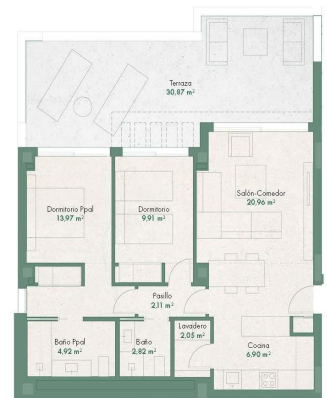 Terraza
30,87 m²
Dormitorio Ppal
13,97 m²
Dormitorio
9,91 m²
Salón-Comedor
20,96 m²
Pasillo
2,11 m²
Lavadero
2,05 m²
Baño Ppal
4,92 m²
Baño
2,82 m²
Cocina
6,90 m²